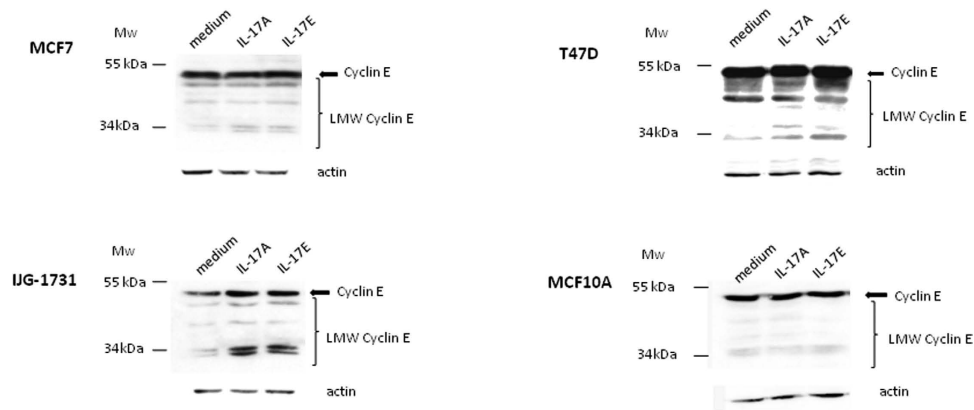 MCF7
Mw
medium
IL-17A
IL-17E
55 kDa
Cyclin E
LMW Cyclin E
34kDa
actin
T47D
Mw
medium
IL-17A
IL-17E
55kDa
Cyclin E
LMW Cyclin E
34kDa
actin
IJG-1731
Mw
medium
IL-17A
IL-17E
55 kDa
Cyclin E
LMW Cyclin E
34kDa
actin
MCF10A
Mw
medium
IL-17A
IL-17E
55 kDa
Cyclin E
LMW Cyclin E
34kDa
actin